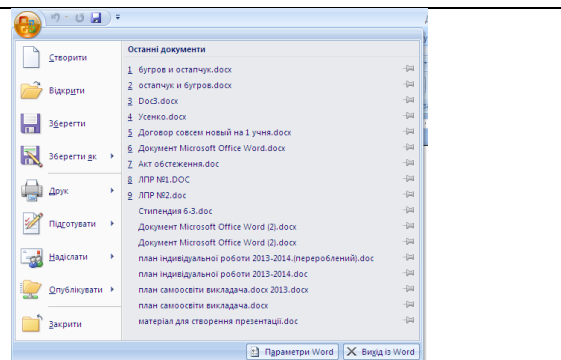 Створити
Відкрити
Зберегти
Зберегти як
Друк
Підготувати
Надіслати
Опублікувати
Закрити
Останні документи
1 бугров и остапчук.docx
2 остапчук и бугров.docx
3 Doc3.docx
4 Усенко.docx
5 Договор совсем новый на 1 учня.docx
6 Документ Microsoft Office Word.docx
7 Акт обстеження.doc
8 ЛПР №1.DOC
9 ЛПР №2.doc
Стипендия 6-3.doc
Документ Microsoft Office Word (2).docx
Документ Microsoft Office Word (2).docx
план індивідуальної роботи 2013-2014.(перероблений).doc
план індивідуальної роботи 2013-2014.doc
план самоосвіти викладача.docx 2013.docx
план самоосвіти викладача.docx
матеріал для створення презентації.doc
Параметри Word
Вихід із Word